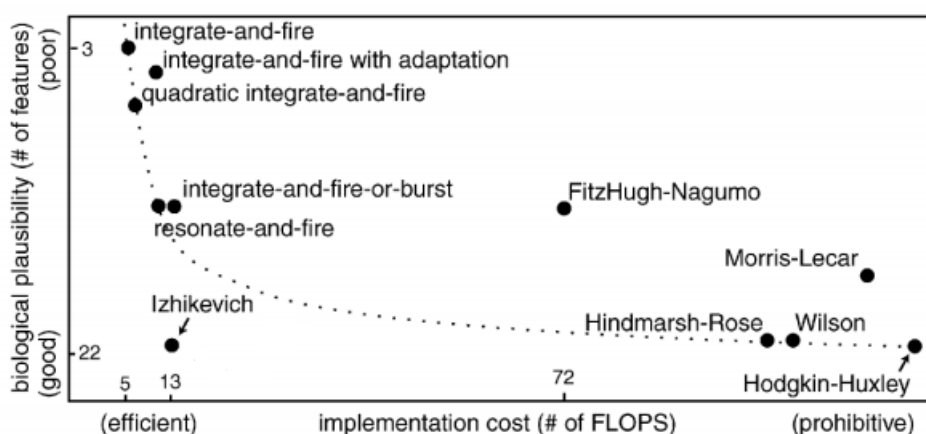 integrate-and-fire
3
integrate-and-fire with adaptation
quadratic integrate-and-fire
integrate-and-fire-or-burst
FitzHugh-Nagumo
resonate-and-fire
Morris-Lecar
Izhikevich
Hindmarsh-Rose
Wilson
22
Hodgkin-Huxley
biological plausibility (# of features)
(good)
(poor)
5
13
72
(efficient)
implementation cost (# of FLOPS)
(prohibitive)